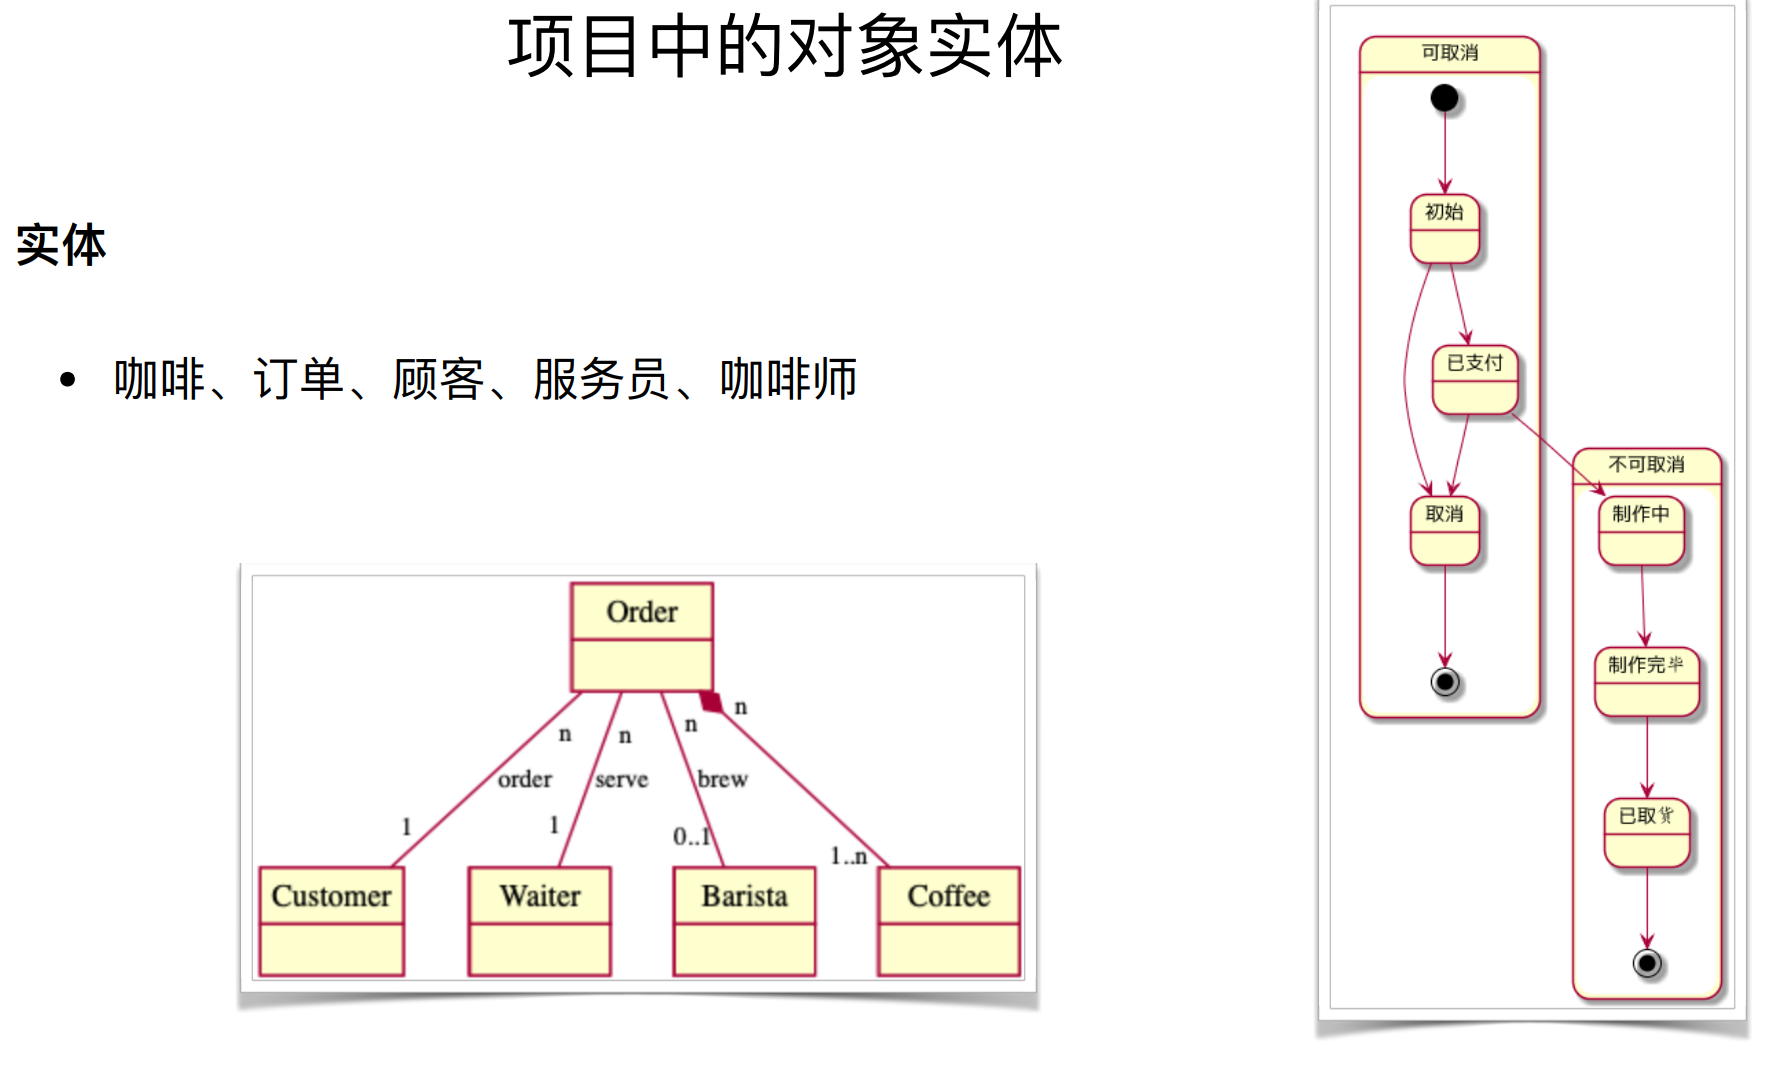 项目中的对象实体
实体
• 咖啡、订单、顾客、服务员、咖啡师
Order
n
n
n
n
order
serve
brew
1
1
0..1
1..n
Customer
Waiter
Barista
Coffee
可取消
初始
已支付
取消
不可取消
制作中
制作完毕
已取货